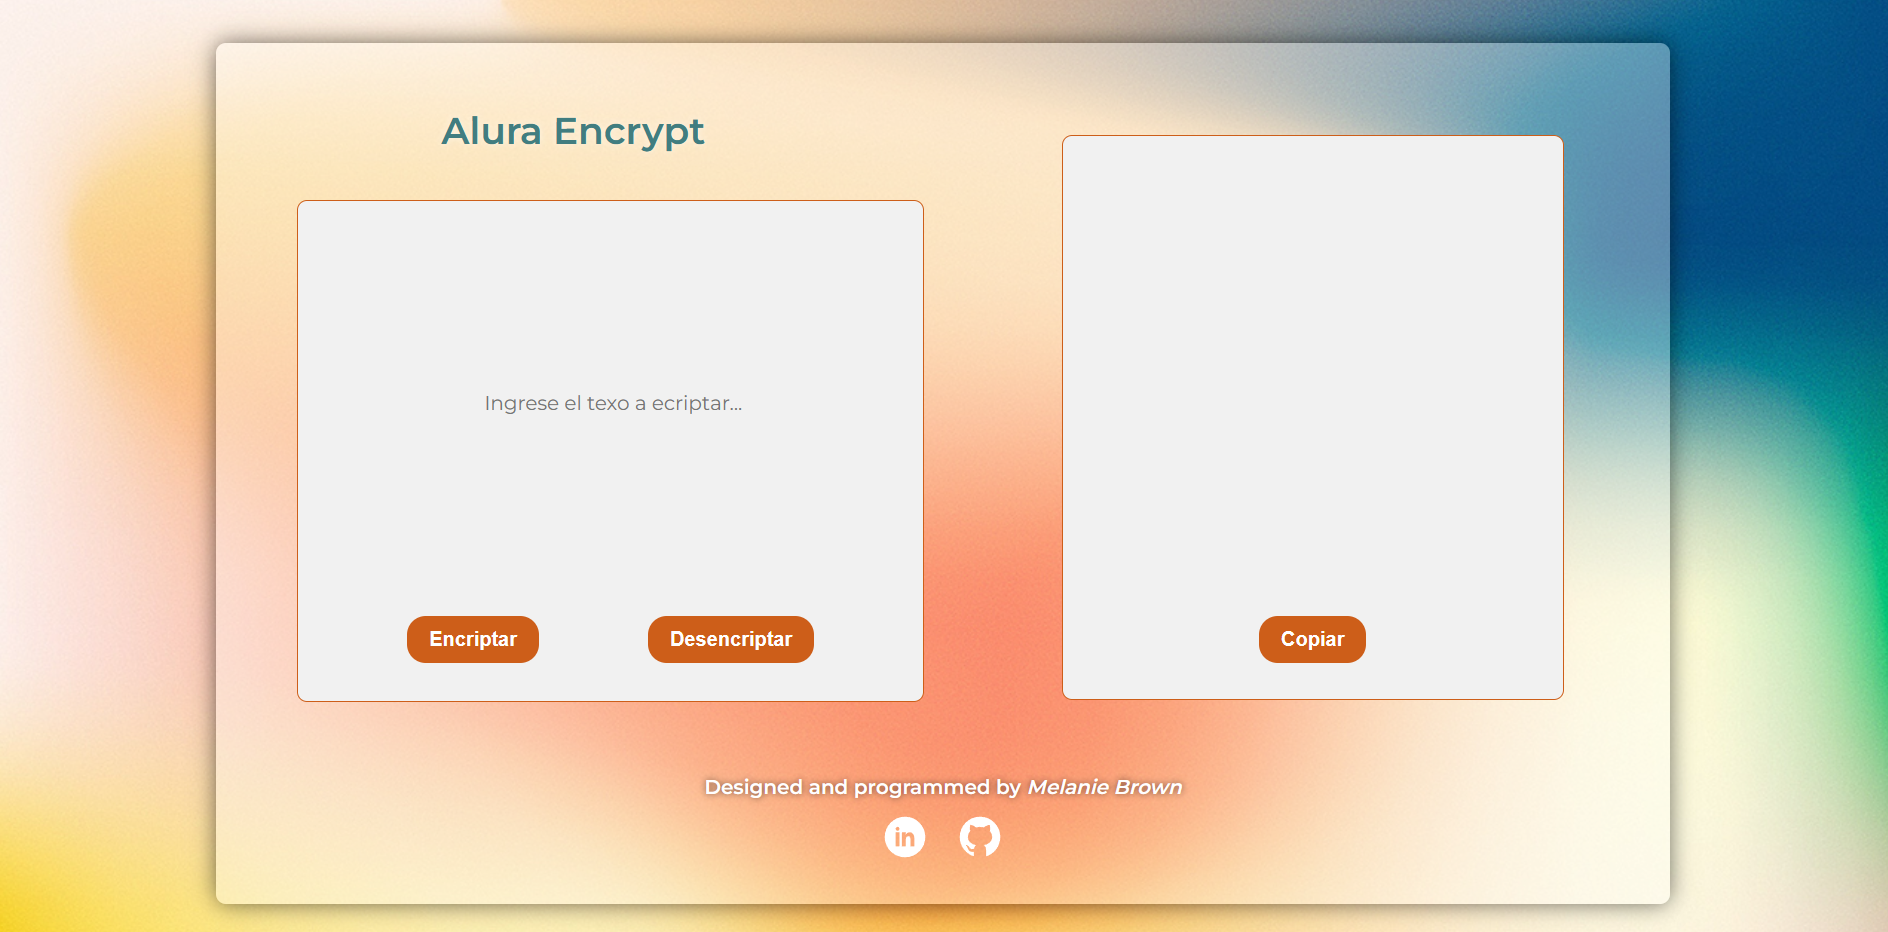 Alura Encrypt
Ingrese el texo a ecriptar...
Encriptar
Desencriptar
Copiar
Designed and programmed by Melanie Brown
in